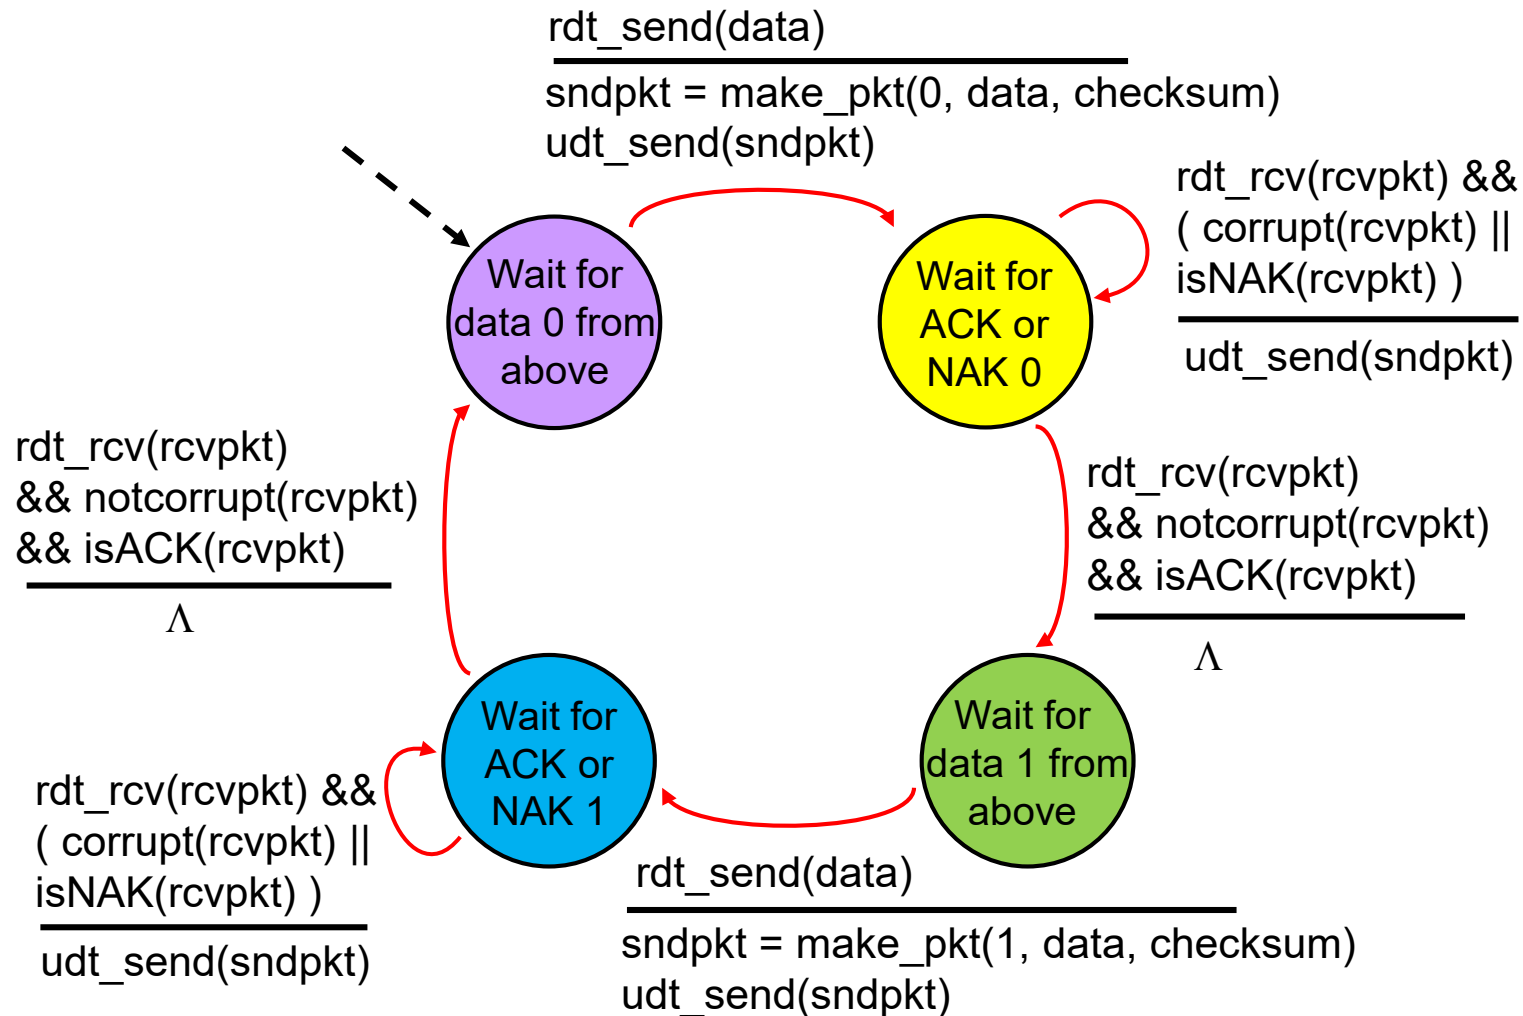 rdt_send(data)
sndpkt = make_pkt(0, data, checksum)
udt_send(sndpkt)
rdt_rcv(rcvpkt) &&
( corrupt(rcvpkt) ||
isNAK(rcvpkt) )
udt_send(sndpkt)
Wait for
data 0 from
above
Wait for
ACK or
NAK 0
rdt_rcv(rcvpkt)
&& notcorrupt(rcvpkt)
&& isACK(rcvpkt)
Λ
rdt_rcv(rcvpkt)
&& notcorrupt(rcvpkt)
&& isACK(rcvpkt)
Λ
Wait for
ACK or
NAK 1
Wait for
data 1 from
above
rdt_rcv(rcvpkt) &&
( corrupt(rcvpkt) ||
isNAK(rcvpkt) )
udt_send(sndpkt)
rdt_send(data)
sndpkt = make_pkt(1, data, checksum)
udt_send(sndpkt)